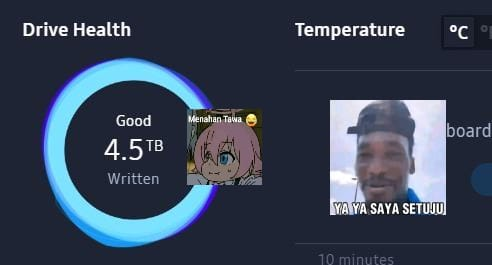 Drive Health
Temperature
°C
Good
4.5TB
Written
Menahan Tawa
board
YA YA SAYA SETUJU
10 minutes